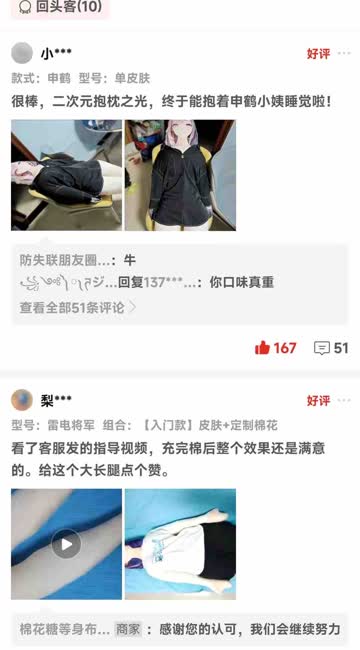 回头客(10)
小***
好评
款式：申鹤 型号：单皮肤
很棒，二次元抱枕之光，终于能抱着申鹤小姨睡觉啦！
防失联朋友圈...：牛
...回复137***...：你口味真重
查看全部51条评论
167
51
梨***
好评
型号：雷电将军 组合：【入门款】皮肤+定制棉花
看了客服发的指导视频，充完棉后整个效果还是满意
的。给这个大长腿点个赞。
棉花糖等身布... 商家 ：感谢您的认可，我们会继续努力